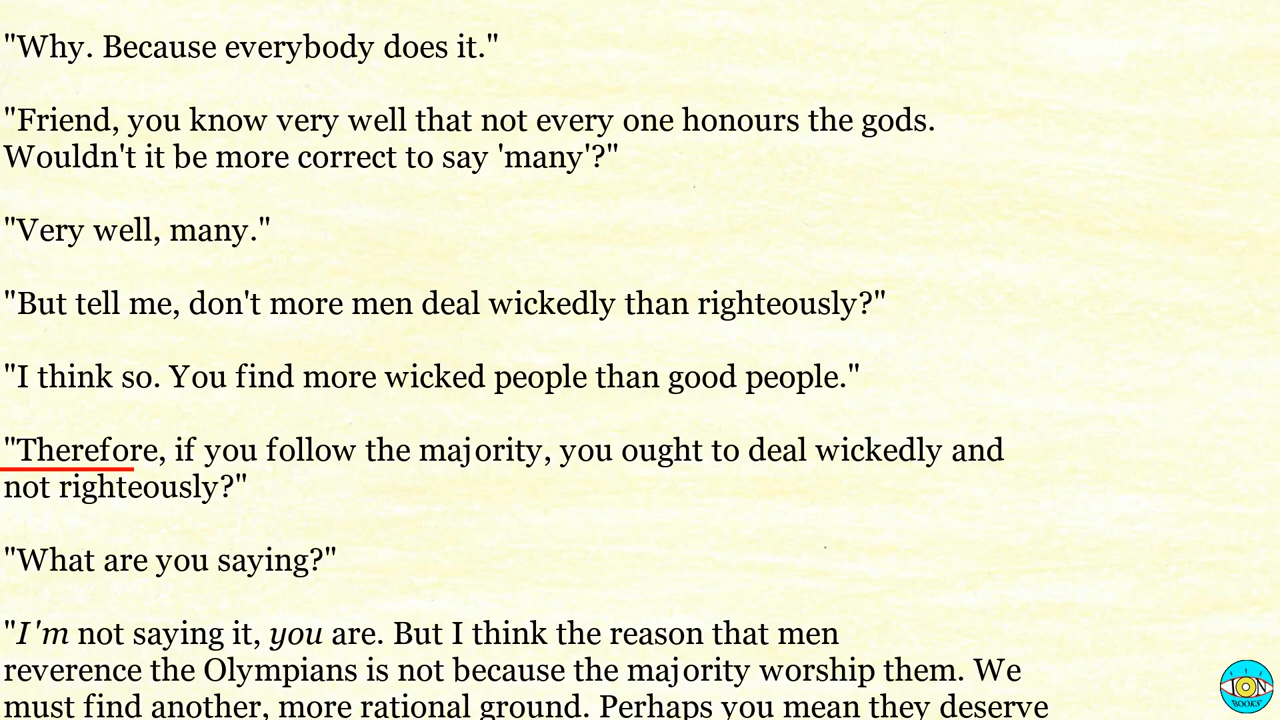 "Why. Because everybody does it."
"Friend, you know very well that not every one honours the gods.
Wouldn't it be more correct to say 'many'?"
"Very well, many."
"But tell me, don't more men deal wickedly than righteously?"
"I think so. You find more wicked people than good people."
"Therefore, if you follow the majority, you ought to deal wickedly and
not righteously?"
"What are you saying?"
"I'm not saying it, you are. But I think the reason that men
reverence the Olympians is not because the majority worship them. We
must find another, more rational ground. Perhaps you mean they deserve
ION
BOOKS